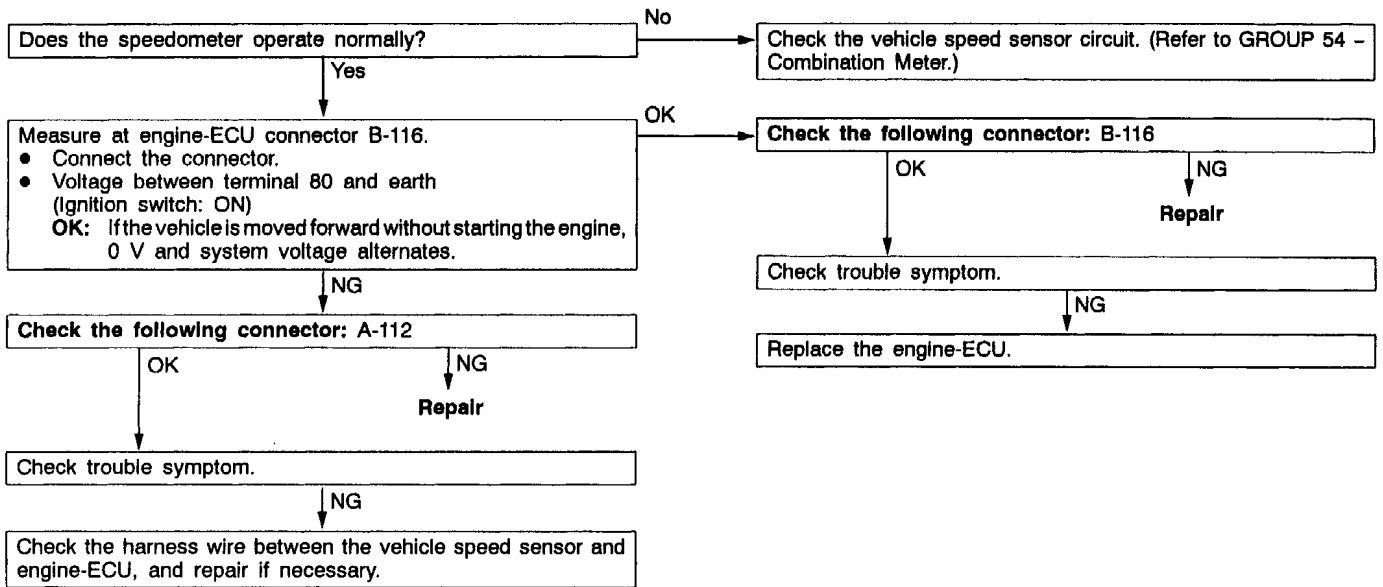 Does the speedometer operate normally?
No
Check the vehicle speed sensor circuit. (Refer to GROUP 54 –
Combination Meter.)
Yes
Measure at engine-ECU connector B-116.
● Connect the connector.
● Voltage between terminal 80 and earth
(Ignition switch: ON)
OK: If the vehicle is moved forward without starting the engine,
0 V and system voltage alternates.
OK
Check the following connector: B-116
OK
NG
Repair
Check trouble symptom.
NG
Replace the engine-ECU.
NG
Check the following connector: A-112
OK
NG
Repair
Check trouble symptom.
NG
Check the harness wire between the vehicle speed sensor and
engine-ECU, and repair if necessary.